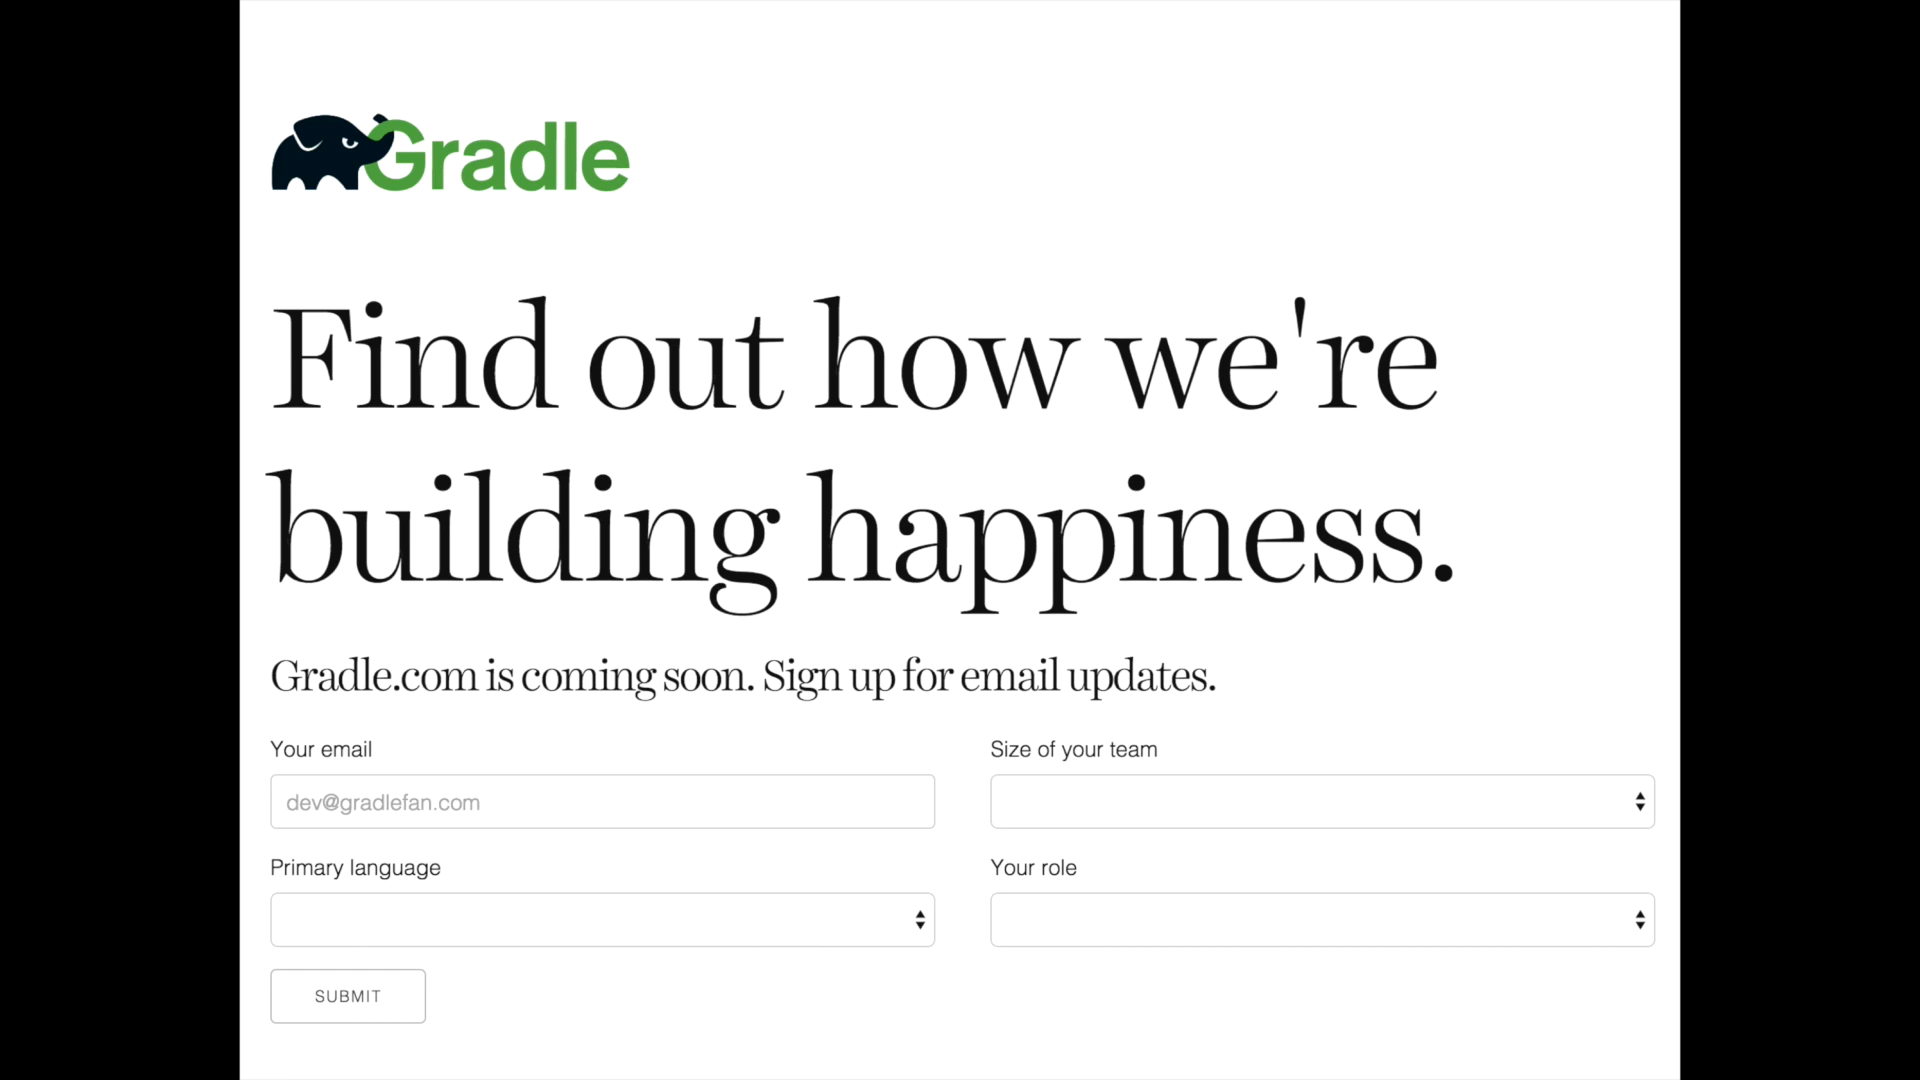 Gradle
Find out how we're
building happiness.
Gradle.com is coming soon. Sign up for email updates.
Your email
Size of your team
dev@gradlefan.com
Primary language
Your role
SUBMIT